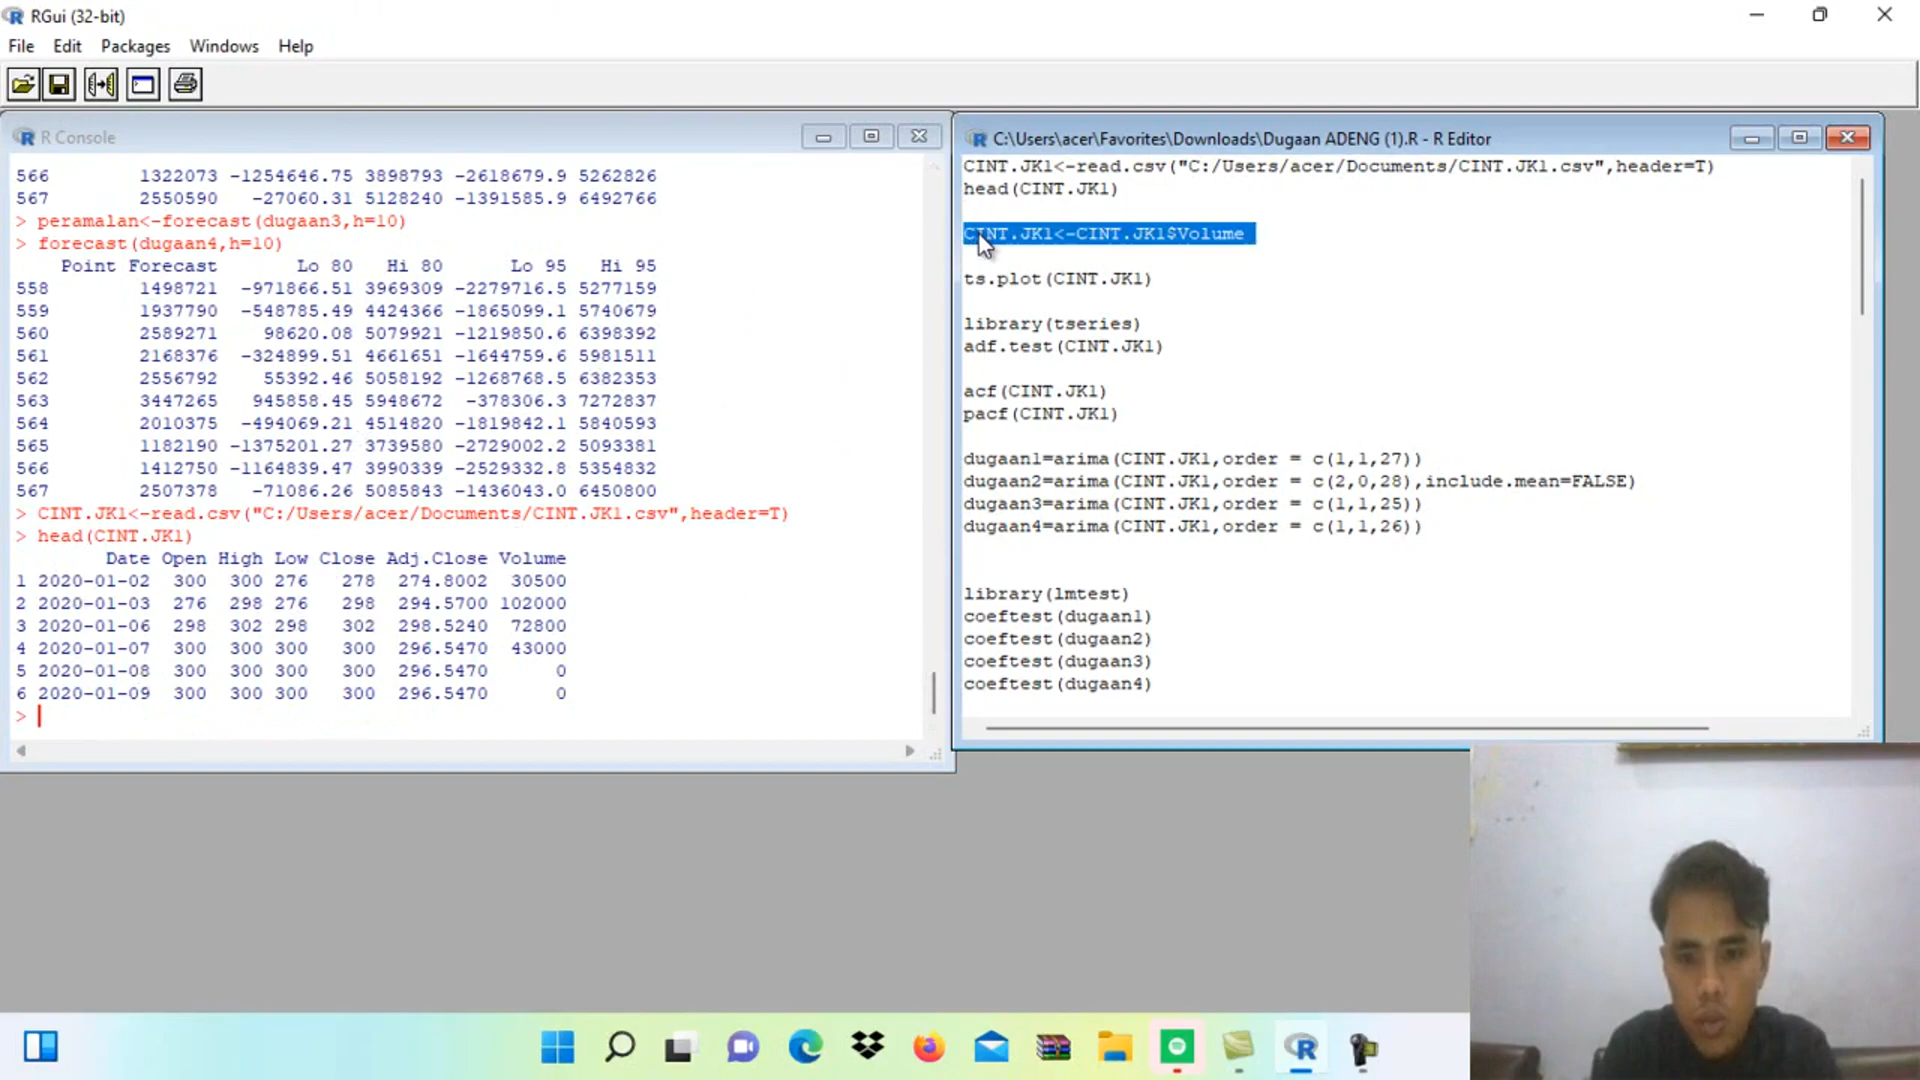 RGui (32-bit)
File Edit Packages Windows Help
R Console
566 1322073 -1254646.75 3898793 -2618679.9 5262826
567 2550590 -27060.31 5128240 -1391585.9 6492766
> peramalan<-forecast(dugaan3,h=10)
> forecast(dugaan4,h=10)
Point Forecast Lo 80 Hi 80 Lo 95 Hi 95
558 1498721 -971866.51 3969309 -2279716.5 5277159
559 1937790 -548785.49 4424366 -1865099.1 5740679
560 2589271 98620.08 5079921 -1219850.6 6398392
561 2168376 -324899.51 4661651 -1644759.6 5981511
562 2556792 55392.46 5058192 -1268768.5 6382353
563 3447265 945858.45 5948672 -378306.3 7272837
564 2010375 -494069.21 4514820 -1819842.1 5840593
565 1182190 -1375201.27 3739580 -2729002.2 5093381
566 1412750 -1164839.47 3990339 -2529332.8 5354832
567 2507378 -71086.26 5085843 -1436043.0 6450800
> CINT.JK1<-read.csv("C:/Users/acer/Documents/CINT.JK1.csv",header=T)
> head(CINT.JK1)
Date Open High Low Close Adj.Close Volume
1 2020-01-02 300 300 276 278 274.8002 30500
2 2020-01-03 276 298 276 298 294.5700 102000
3 2020-01-06 298 302 298 302 298.5240 72800
4 2020-01-07 300 300 300 300 296.5470 43000
5 2020-01-08 300 300 300 300 296.5470 0
6 2020-01-09 300 300 300 300 296.5470 0
>
C:\Users\acer\Favorites\Downloads\Dugaan ADENG (1).R - R Editor
CINT.JK1<-read.csv("C:/Users/acer/Documents/CINT.JK1.csv",header=T)
head(CINT.JK1)
CINT.JK1<-CINT.JK1$Volume
ts.plot(CINT.JK1)
library(tseries)
adf.test(CINT.JK1)
acf(CINT.JK1)
pacf(CINT.JK1)
dugaan1=arima(CINT.JK1,order = c(1,1,27))
dugaan2=arima(CINT.JK1,order = c(2,0,28),include.mean=FALSE)
dugaan3=arima(CINT.JK1,order = c(1,1,25))
dugaan4=arima(CINT.JK1,order = c(1,1,26))
library(lmtest)
coeftest(dugaan1)
coeftest(dugaan2)
coeftest(dugaan3)
coeftest(dugaan4)